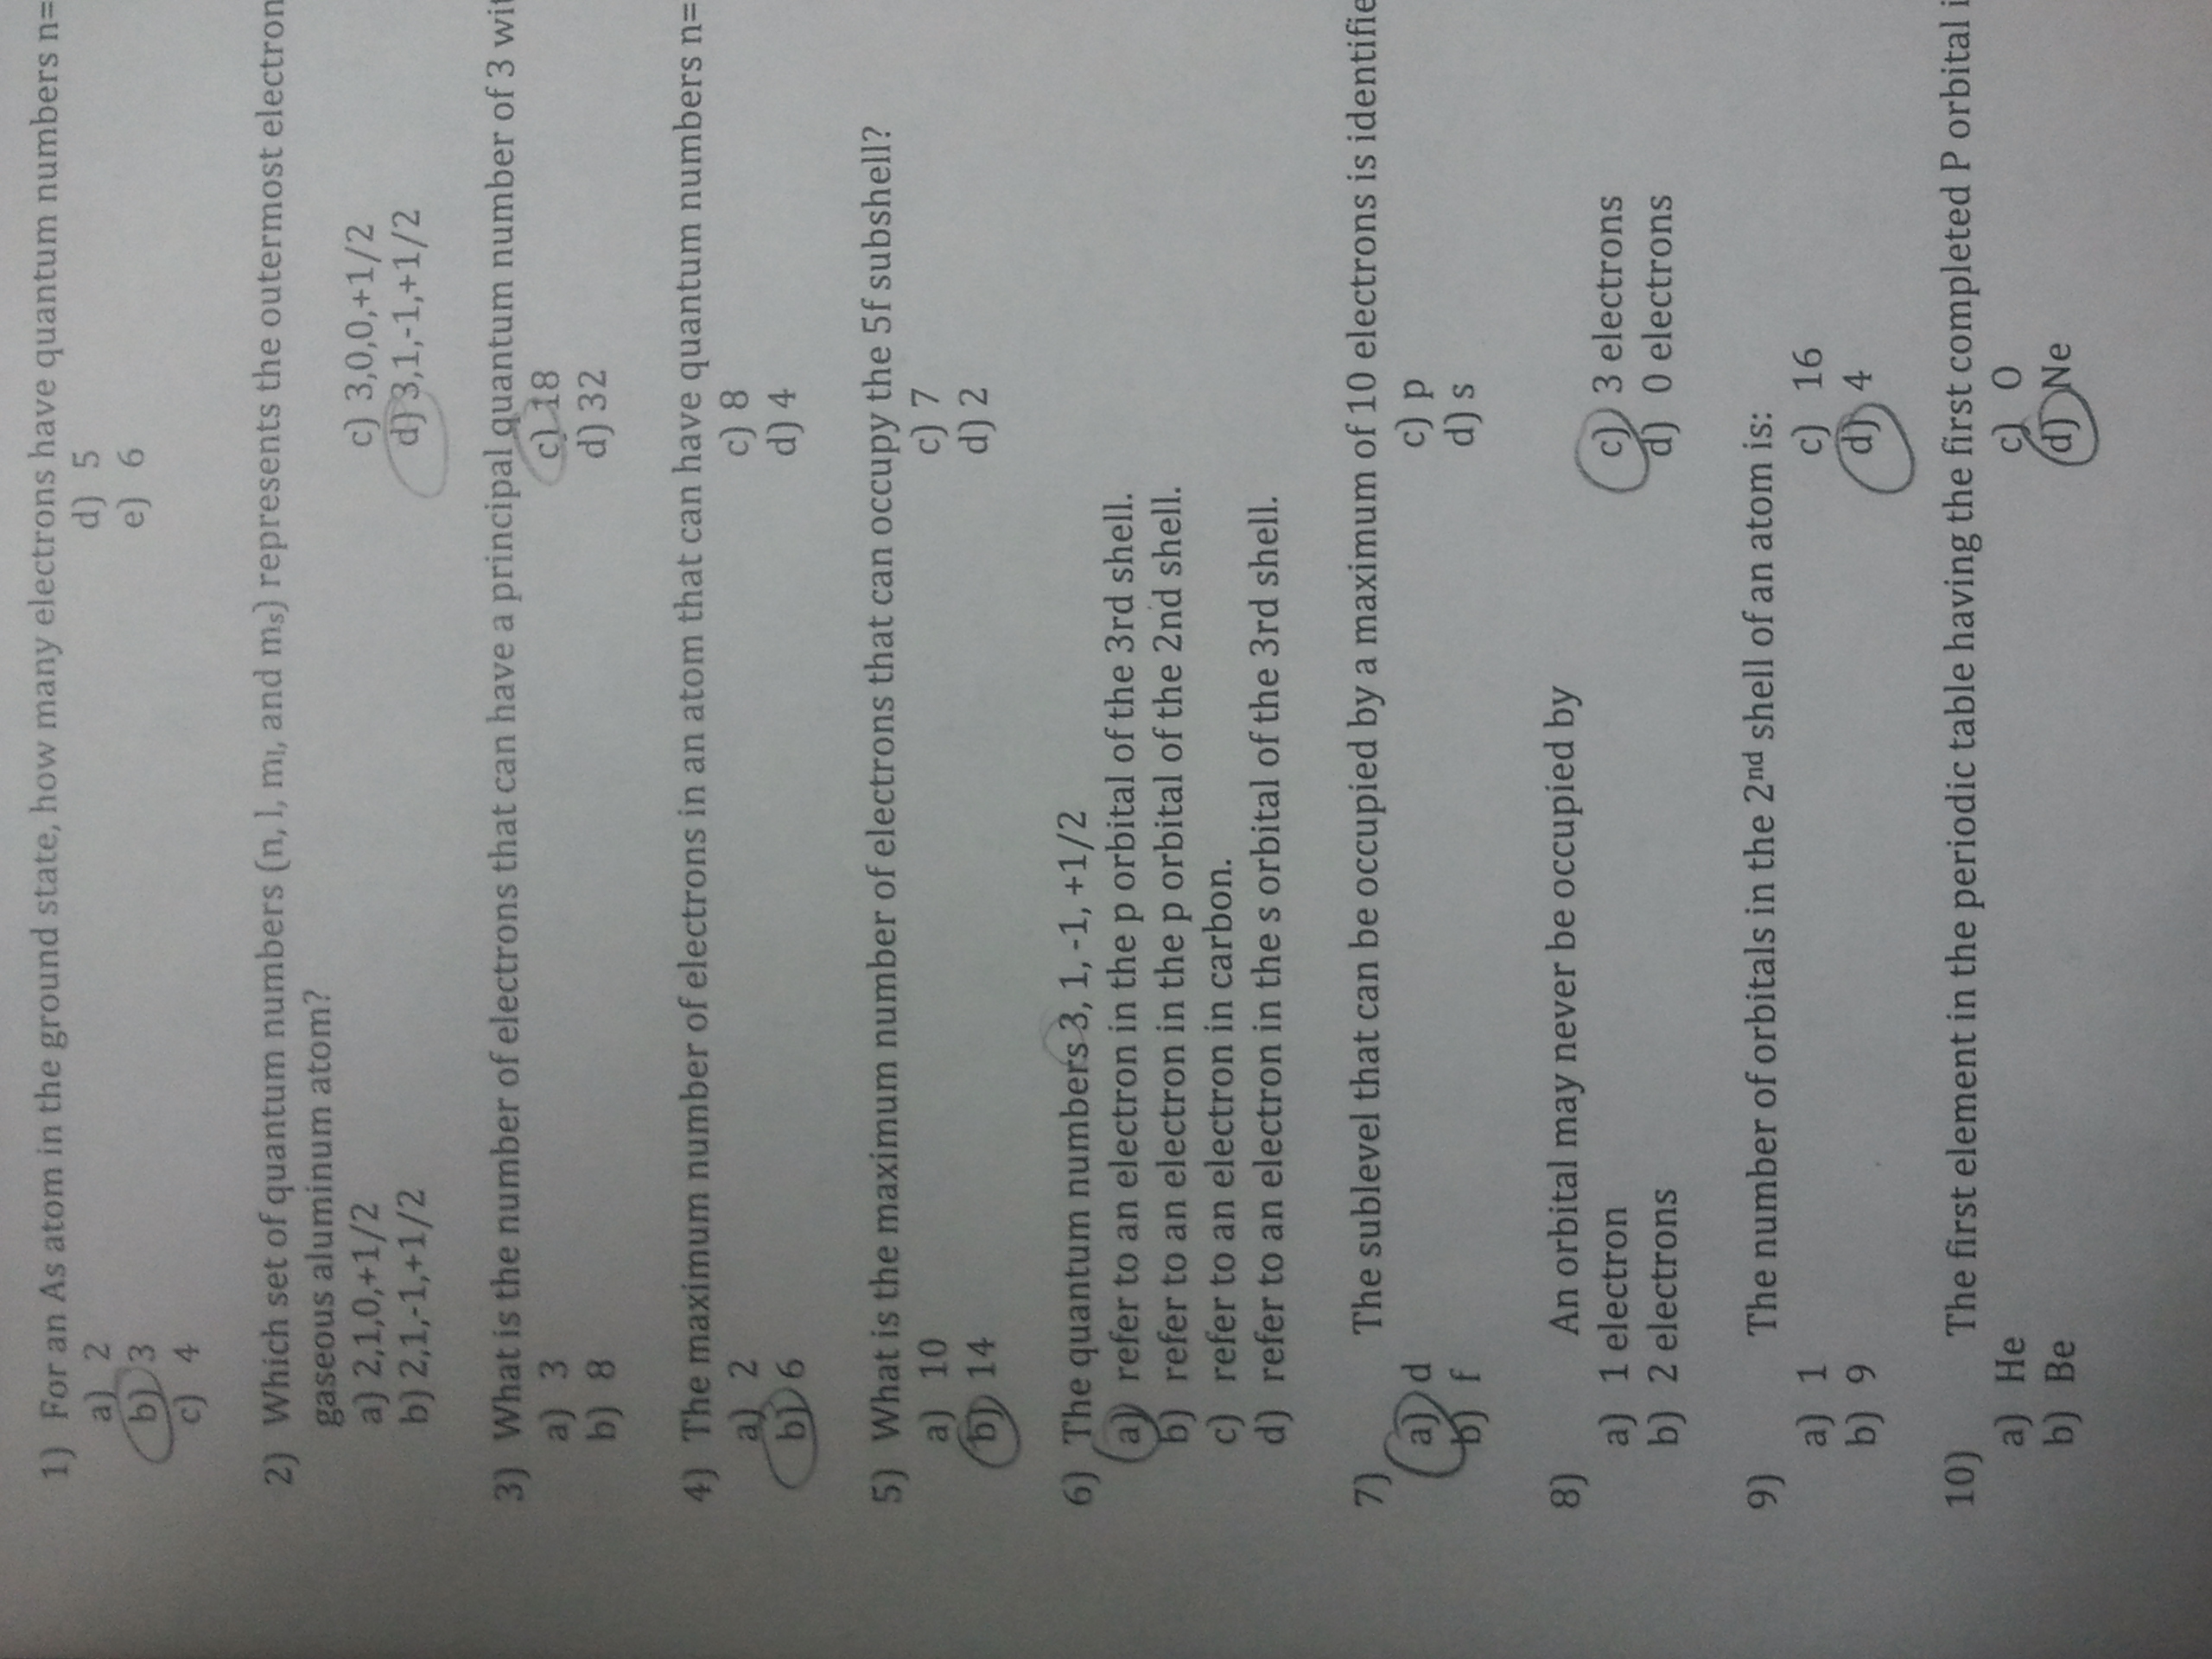 1) For an As atom in the ground state, how many electrons have quantum numbers n=
a) 2
b) 3
c) 4
d) 5
e) 6
2) Which set of quantum numbers (n, l, ml, and ms) represents the outermost electron
gaseous aluminum atom?
a) 2,1,0,+1/2
b) 2,1,-1,+1/2
c) 3,0,0,+1/2
d) 3,1,-1,+1/2
3) What is the number of electrons that can have a principal quantum number of 3 wit
a) 3
b) 8
c) 18
d) 32
4) The maximum number of electrons in an atom that can have quantum numbers n=
a) 2
b) 6
c) 8
d) 4
5) What is the maximum number of electrons that can occupy the 5f subshell?
a) 10
b) 14
c) 7
d) 2
6) The quantum numbers 3, 1, -1, +1/2
a) refer to an electron in the p orbital of the 3rd shell.
b) refer to an electron in the p orbital of the 2nd shell.
c) refer to an electron in carbon.
d) refer to an electron in the s orbital of the 3rd shell.
7) The sublevel that can be occupied by a maximum of 10 electrons is identifie
a) d
b) f
c) p
d) s
8) An orbital may never be occupied by
a) 1 electron
b) 2 electrons
c) 3 electrons
d) 0 electrons
9) The number of orbitals in the 2nd shell of an atom is:
a) 1
b) 9
c) 16
d) 4
10) The first element in the periodic table having the first completed P orbital i
a) He
b) Be
c) O
d) Ne